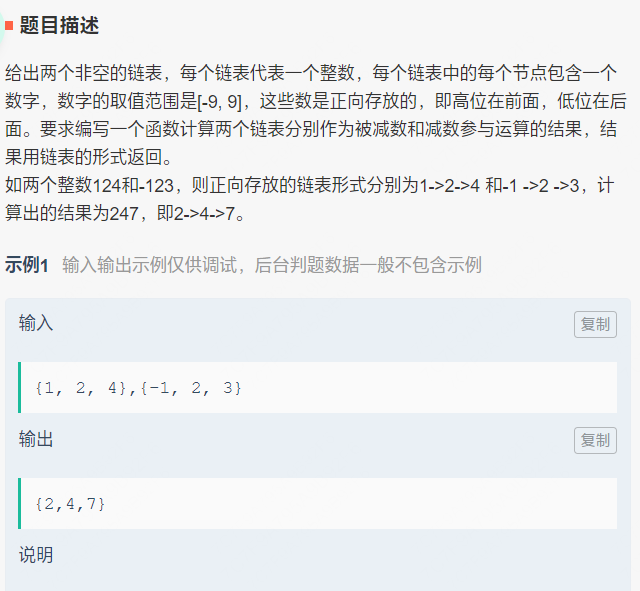 题目描述
给出两个非空的链表，每个链表代表一个整数，每个链表中的每个节点包含一个
数字，数字的取值范围是[-9, 9]，这些数是正向存放的，即高位在前面，低位在后
面。要求编写一个函数计算两个链表分别作为被减数和减数参与运算的结果，结
果用链表的形式返回。
如两个整数124和-123，则正向存放的链表形式分别为1->2->4 和-1 ->2 ->3，计
算出的结果为247，即2->4->7。
示例1 输入输出示例仅供调试，后台判题数据一般不包含示例
输入 复制
{1, 2, 4},{-1, 2, 3}
输出 复制
{2,4,7}
说明